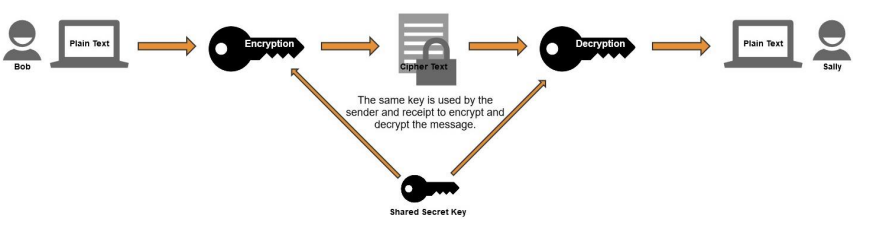 Plain Text
Encryption
Cipher Text
Decryption
Plain Text
Bob
Sally
The same key is used by the
sender and receipt to encrypt and
decrypt the message.
Shared Secret Key